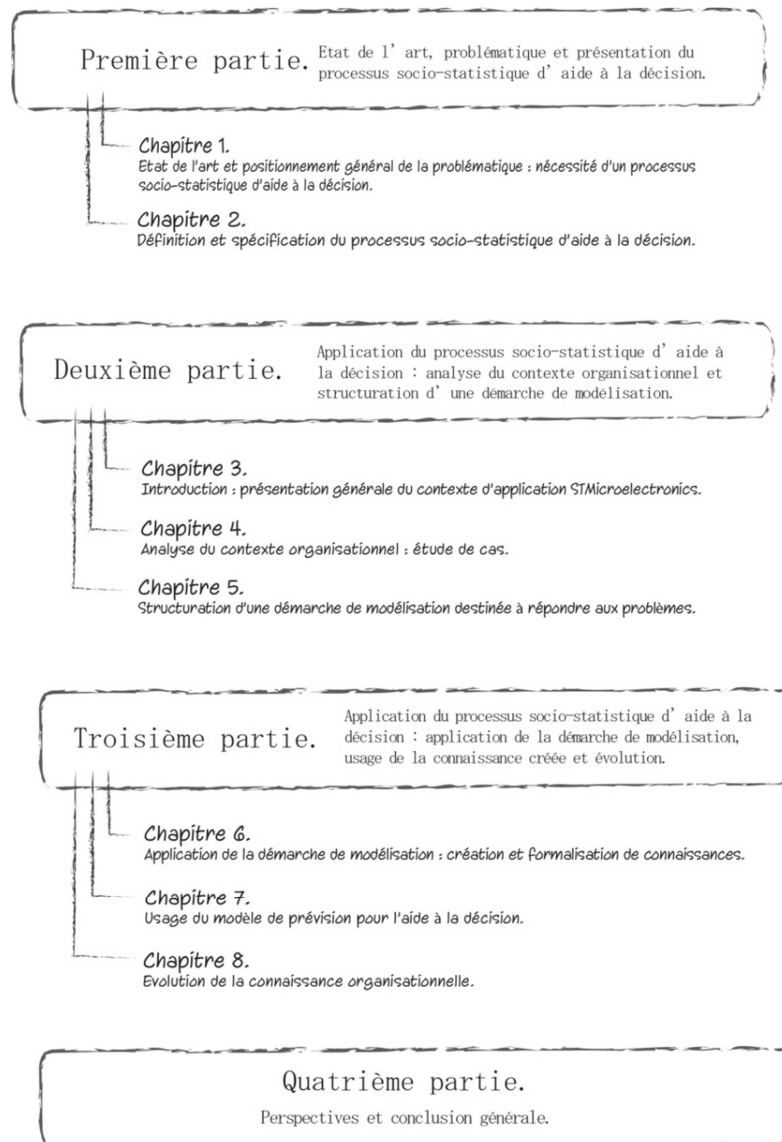 Première partie.
Etat de l' art, problématique et présentation du
processus socio-statistique d' aide à la décision.
Chapitre 1.
Etat de l'art et positionnement général de la problématique : nécessité d'un processus
socio-statistique d'aide à la décision.
Chapitre 2.
Définition et spécification du processus socio-statistique d'aide à la décision.
Deuxième partie.
Application du processus socio-statistique d' aide à
la décision : analyse du contexte organisationnel et
structuration d' une démarche de modélisation.
Chapitre 3.
Introduction : présentation générale du contexte d'application STMicroelectronics.
Chapitre 4.
Analyse du contexte organisationnel : étude de cas.
Chapitre 5.
Structuration d'une démarche de modélisation destinée à répondre aux problèmes.
Troisième partie.
Application du processus socio-statistique d' aide à la
décision : application de la démarche de modélisation,
usage de la connaissance créée et évolution.
Chapitre 6.
Application de la démarche de modélisation : création et formalisation de connaissances.
Chapitre 7.
Usage du modèle de prévision pour l'aide à la décision.
Chapitre 8.
Evolution de la connaissance organisationnelle.
Quatrième partie.
Perspectives et conclusion générale.